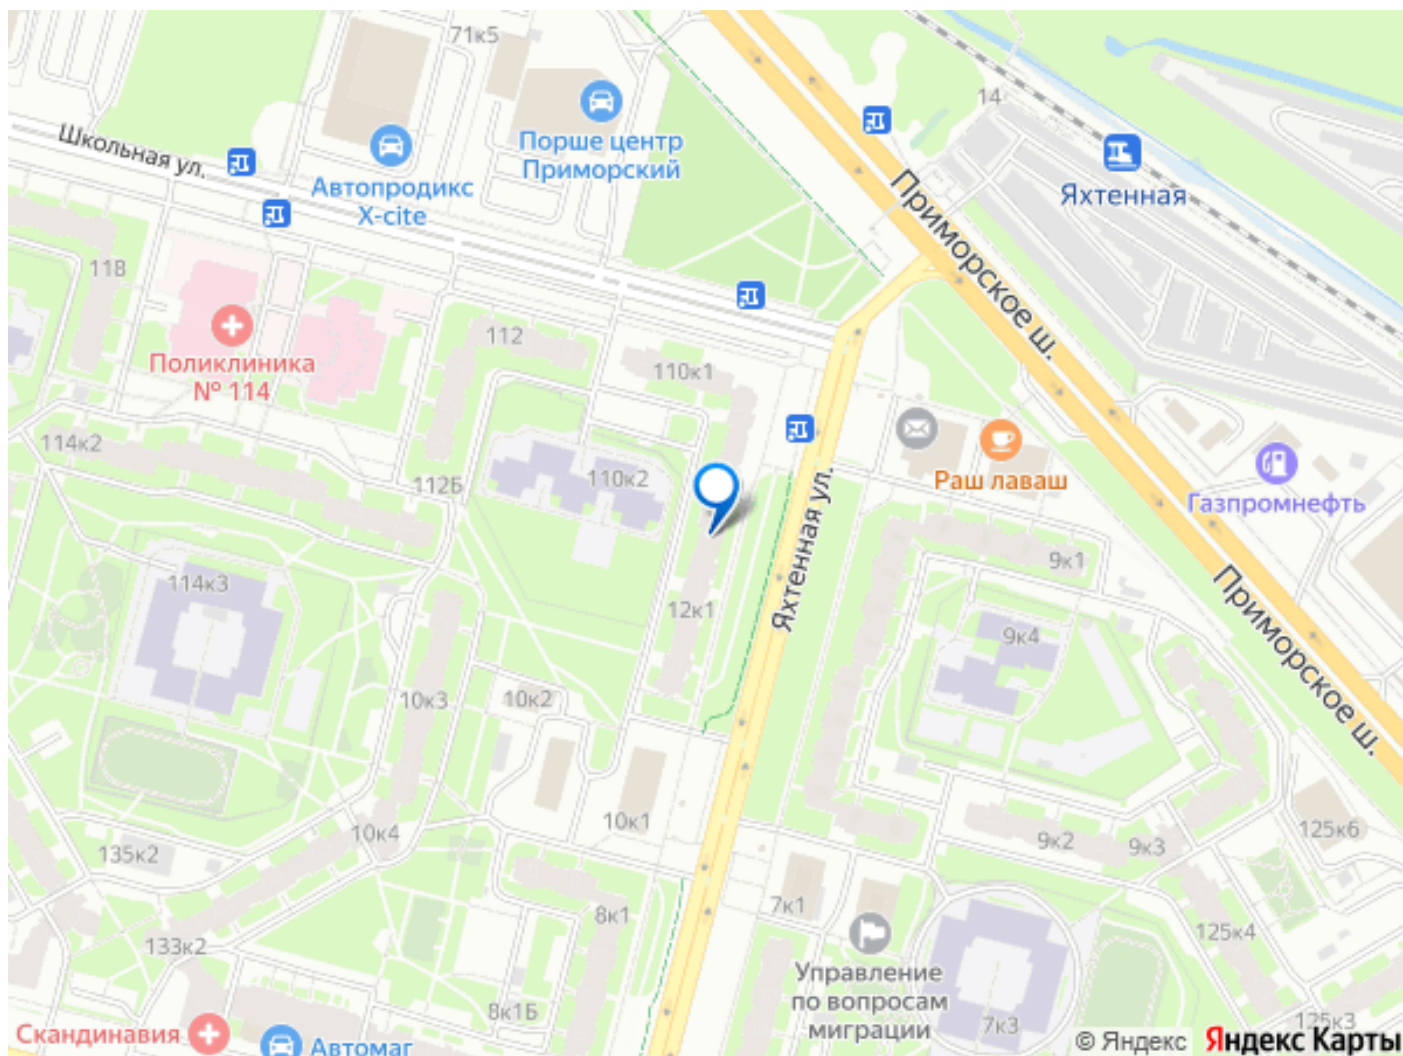 71к5
14
Школьная ул.
Порше центр
Приморский
Автопродикс
X-cite
Приморское ш.
Яхтенная
11В
112
110к1
Поликлиника
№ 114
114к2
112Б
110к2
Раш лаваш
Газпромнефть
Яхтенная ул.
9к1
114к3
12к1
9к4
Приморское ш.
10к3
10к2
10к1
10к4
135к2
9к2
9к3
125к6
133к2
8к1
7к1
125к4
Управление
по вопросам
миграции
8к1Б
7к3
125к3
Скандинавия
Автомаг
© Яндекс Яндекс Карты